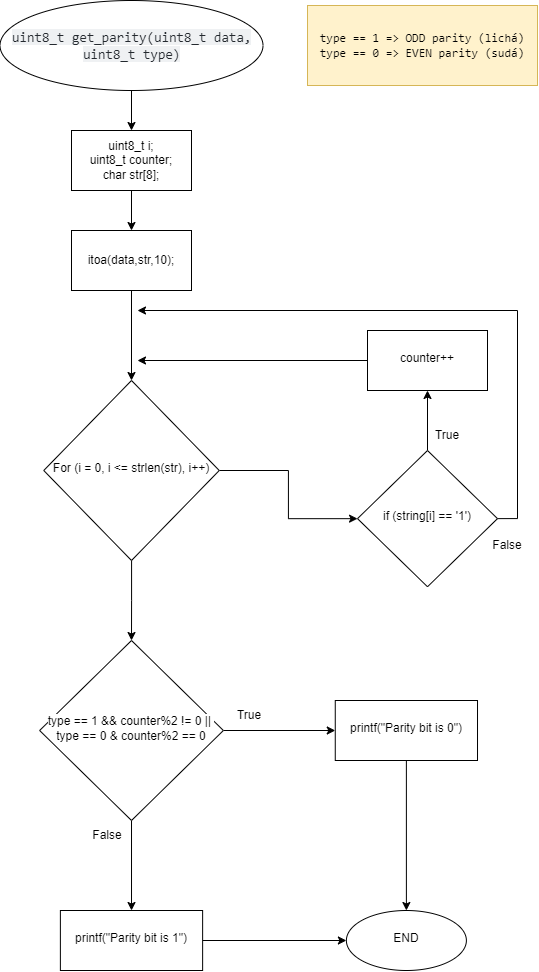 uint8_t get_parity(uint8_t data,
uint8_t type)
type == 1 => ODD parity (lichá)
type == 0 => EVEN parity (sudá)
uint8_t i;
uint8_t counter;
char str[8];
itoa(data,str,10);
counter++
True
For (i = 0, i <= strlen(str), i++)
if (string[i] == '1')
False
type == 1 && counter%2 != 0 ||
type == 0 & counter%2 == 0
True
printf("Parity bit is 0")
False
printf("Parity bit is 1")
END